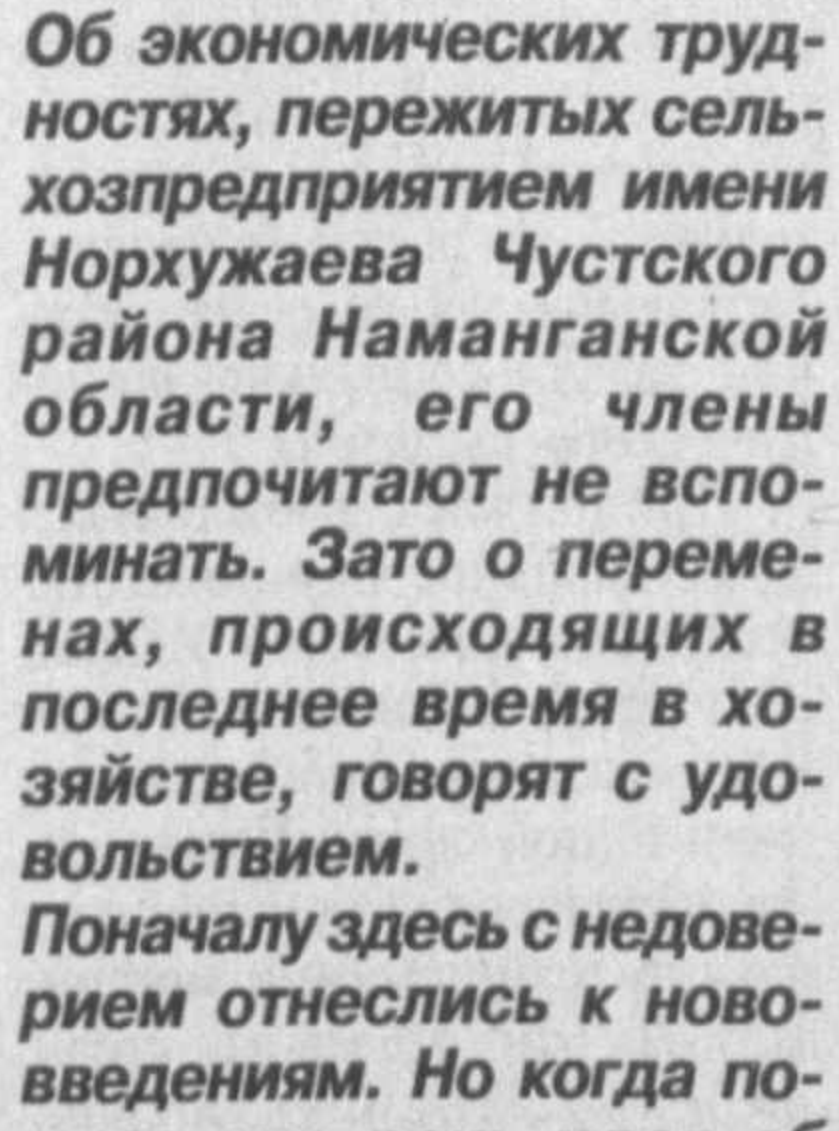 Об экономических труд-
ностях, пережитых сель-
хозпредприятием имени
Норхужаева Чустского
района Наманганской
области, его члены
предпочитают не вспо-
минать. Зато о переме-
нах, происходящих в
последнее время в хо-
зяйстве, говорят с удо-
вольствием.
Поначалу здесь с недове-
рием отнеслись к ново-
введениям. Но когда по-